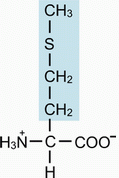 CH₃
S
CH₂
CH₂
H₃N⁺ C COO⁻
H